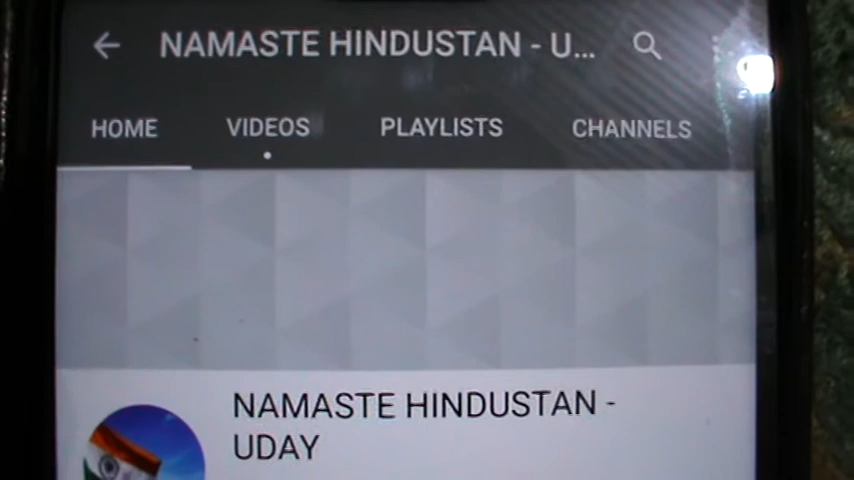 NAMASTE HINDUSTAN - U...
HOME VIDEOS PLAYLISTS CHANNELS
NAMASTE HINDUSTAN -
UDAY